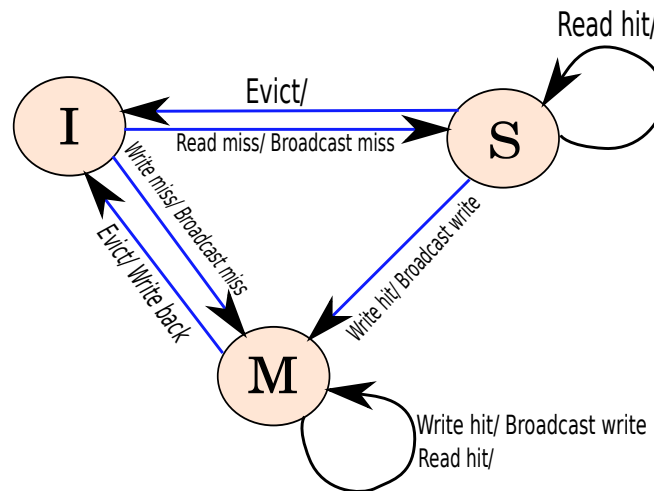 Read hit/
Evict/
I
S
Read miss/ Broadcast miss
Write miss/ Broadcast miss
Evict/ Write back
Write hit/ Broadcast write
M
Write hit/ Broadcast write
Read hit/